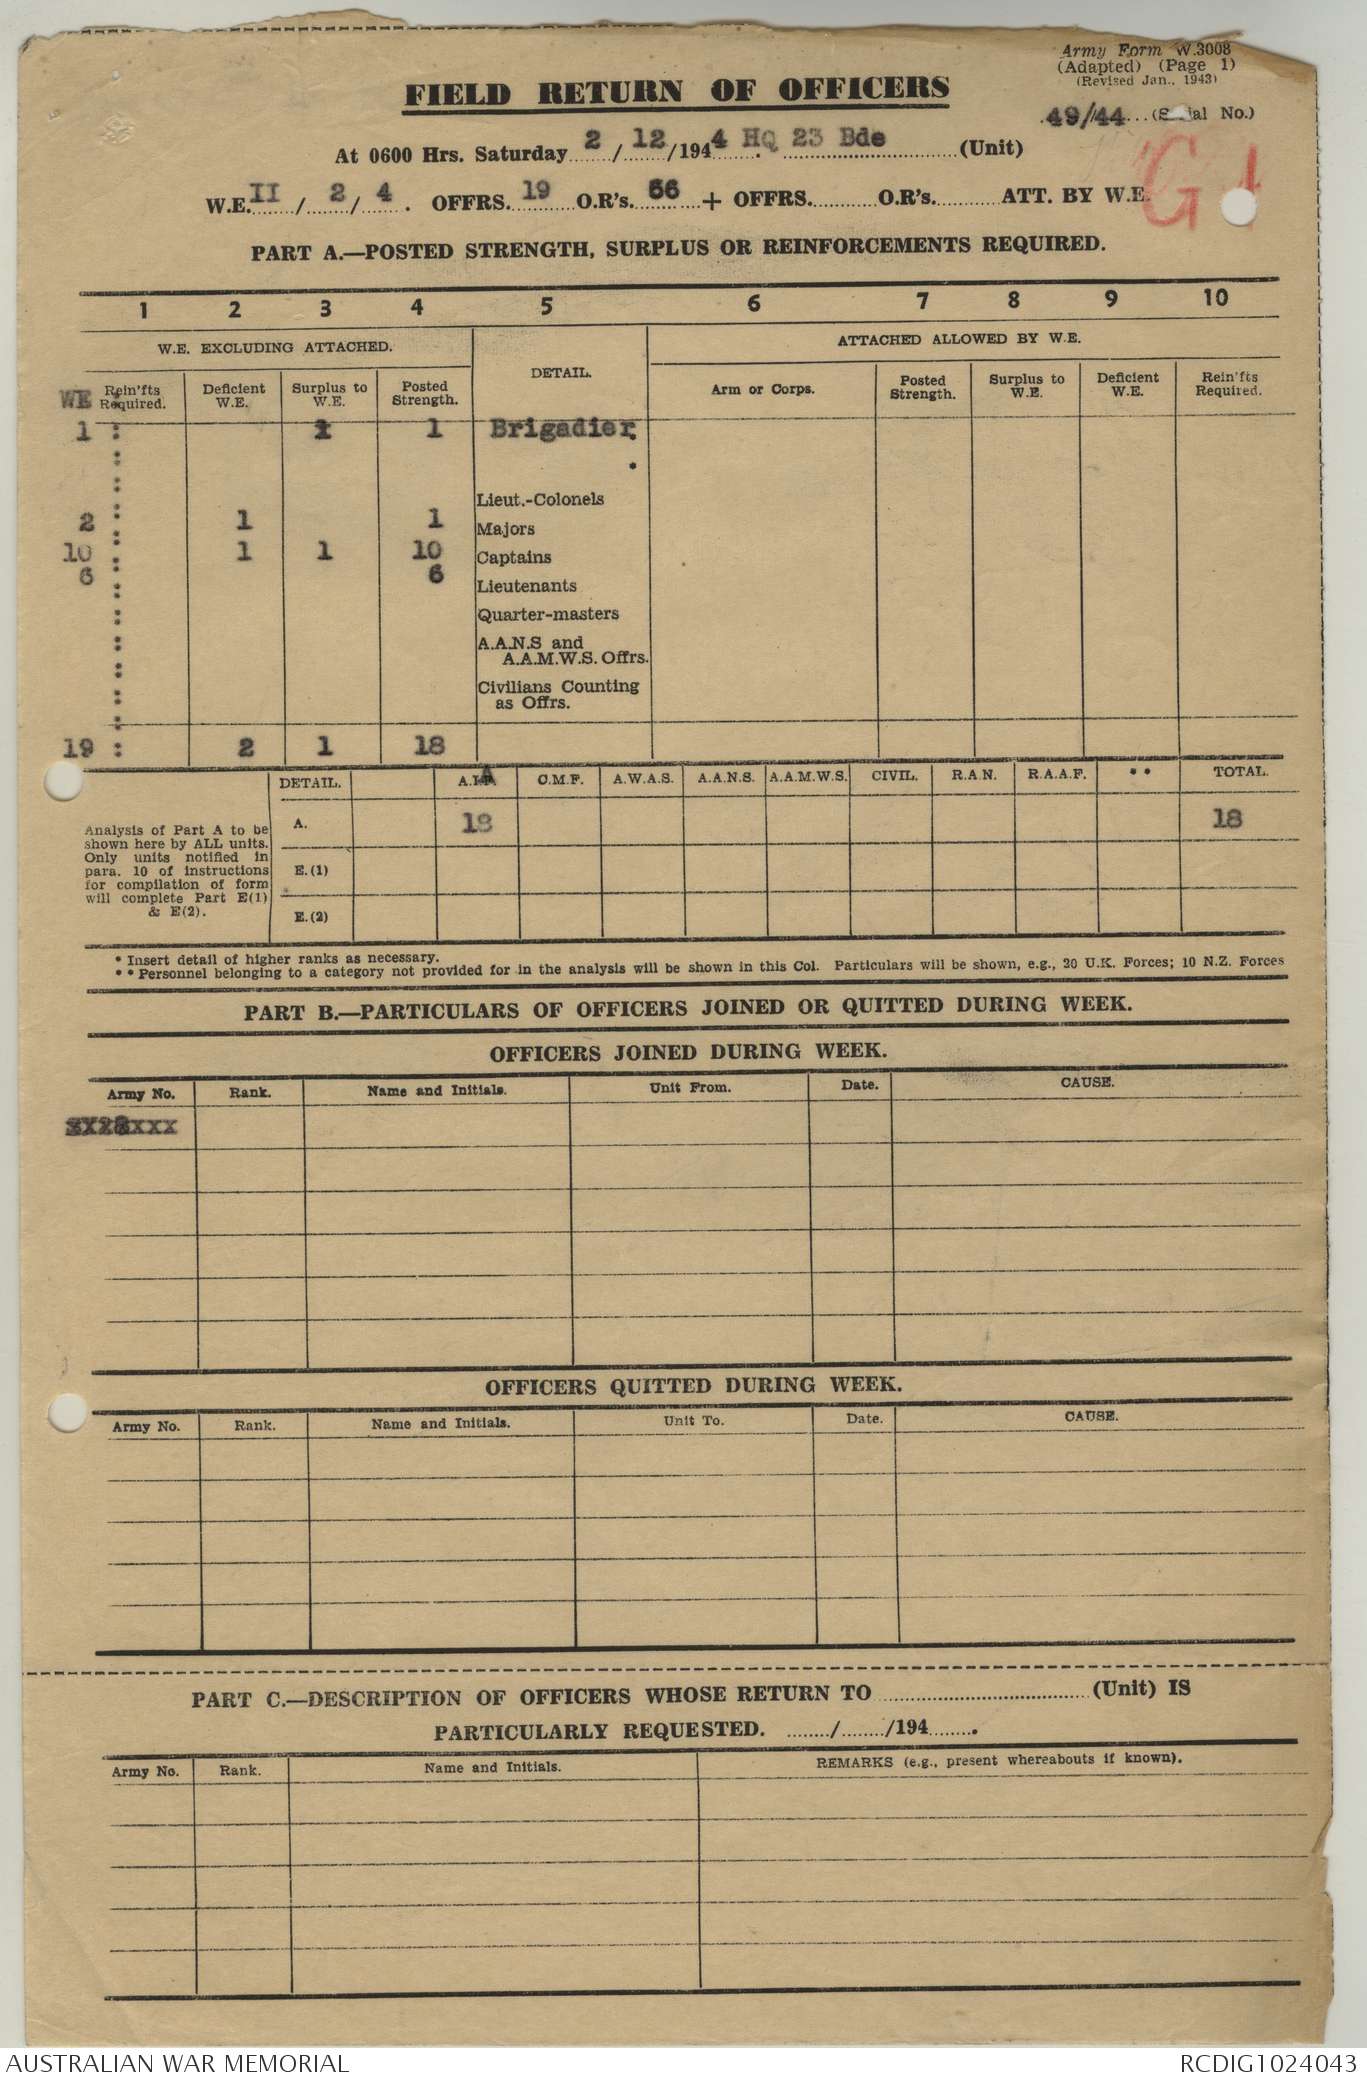 Army Form W.3008
(Adapted) (Page 1)
(Revised Jan., 1943)
FIELD RETURN OF OFFICERS
49/44 (Serial No.)
At 0600 Hrs. Saturday 2 / 12 /1944 HQ 23 Bde (Unit)
W.E. II / 2 / 4 . OFFRS. 19 O.R's. 56 + OFFRS. O.R's. ATT. BY W.E.
G 1
PART A.—POSTED STRENGTH, SURPLUS OR REINFORCEMENTS REQUIRED.
1 2 3 4 5 6 7 8 9 10
W.E. EXCLUDING ATTACHED. DETAIL. ATTACHED ALLOWED BY W.E.
WE Rein'fts Required. Deficient W.E. Surplus to W.E. Posted Strength. Arm or Corps. Posted Strength. Surplus to W.E. Deficient W.E. Rein'fts Required.
1 : 1 1 Brigadier
*
Lieut.-Colonels
2 : 1 1 Majors
10 : 1 1 10 Captains
6 : 6 Lieutenants
Quarter-masters
A.A.N.S and
A.A.M.W.S. Offrs.
Civilians Counting
as Offrs.
19 : 2 1 18
DETAIL. A.I.F. C.M.F. A.W.A.S. A.A.N.S. A.A.M.W.S. CIVIL. R.A.N. R.A.A.F. ** TOTAL.
Analysis of Part A to be
shown here by ALL units.
Only units notified in
para. 10 of instructions
for compilation of form
will complete Part E(1)
& E(2).
A. 18 18
E.(1)
E.(2)
* Insert detail of higher ranks as necessary.
** Personnel belonging to a category not provided for in the analysis will be shown in this Col. Particulars will be shown, e.g., 20 U.K. Forces; 10 N.Z. Forces
PART B.—PARTICULARS OF OFFICERS JOINED OR QUITTED DURING WEEK.
OFFICERS JOINED DURING WEEK.
Army No. Rank. Name and Initials. Unit From. Date. CAUSE.
OFFICERS QUITTED DURING WEEK.
Army No. Rank. Name and Initials. Unit To. Date. CAUSE.
PART C.—DESCRIPTION OF OFFICERS WHOSE RETURN TO (Unit) IS
PARTICULARLY REQUESTED. / /194 .
Army No. Rank. Name and Initials. REMARKS (e.g., present whereabouts if known).
AUSTRALIAN WAR MEMORIAL RCDIG1024043